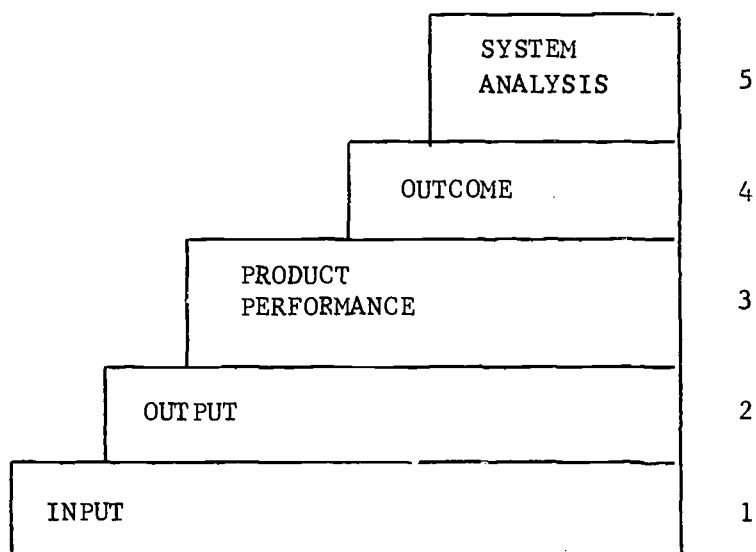 SYSTEM
ANALYSIS
5
OUTCOME
4
PRODUCT
PERFORMANCE
3
OUTPUT
2
INPUT
1